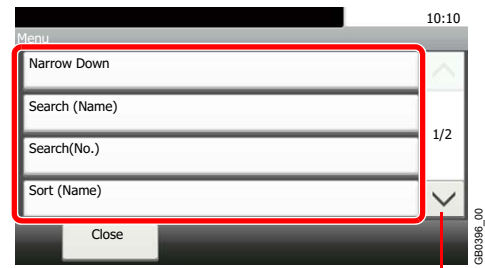 10:10
Menu
Narrow Down
Search (Name)
1/2
Search(No.)
Sort (Name)
Close
GB0396_00